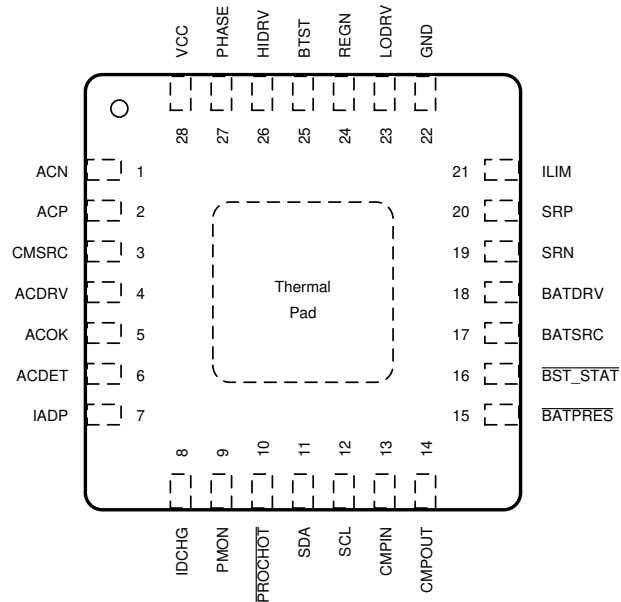 VCC PHASE HIDRV BTST REGN LODRV GND
28 27 26 25 24 23 22
ACN 1 21 ILIM
ACP 2 20 SRP
CMSRC 3 19 SRN
ACDRV 4 18 BATDRV
ACOK 5 17 BATSRC
ACDET 6 16 BST_STAT
IADP 7 15 BATPRES
Thermal
Pad
8 9 10 11 12 13 14
IDCHG PMON PROCHOT SDA SCL CMPIN CMPOUT